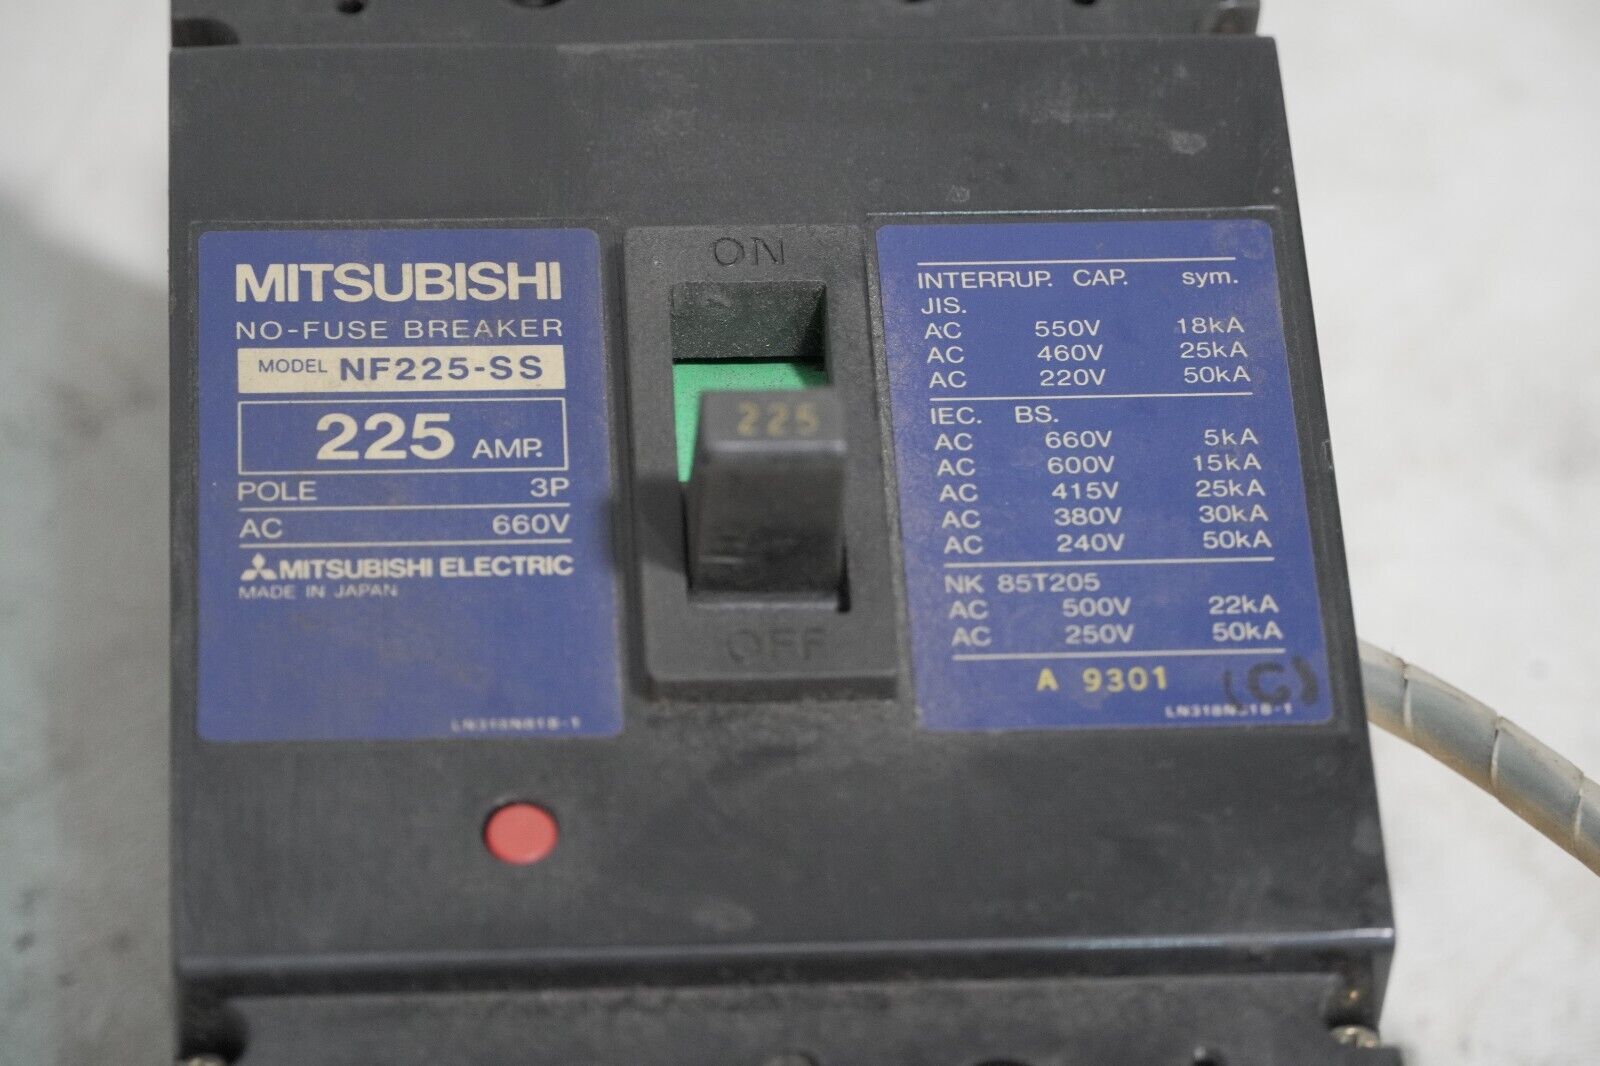 MITSUBISHI
NO-FUSE BREAKER
MODEL NF225-SS
225 AMP.
POLE 3P
AC 660V
MITSUBISHI ELECTRIC
MADE IN JAPAN
ON
225
OFF
INTERRUP. CAP. sym.
JIS.
AC 550V 18kA
AC 460V 25kA
AC 220V 50kA
IEC. BS.
AC 660V 5kA
AC 600V 15kA
AC 415V 25kA
AC 380V 30kA
AC 240V 50kA
NK 85T205
AC 500V 22kA
AC 250V 50kA
A 9301 (C)